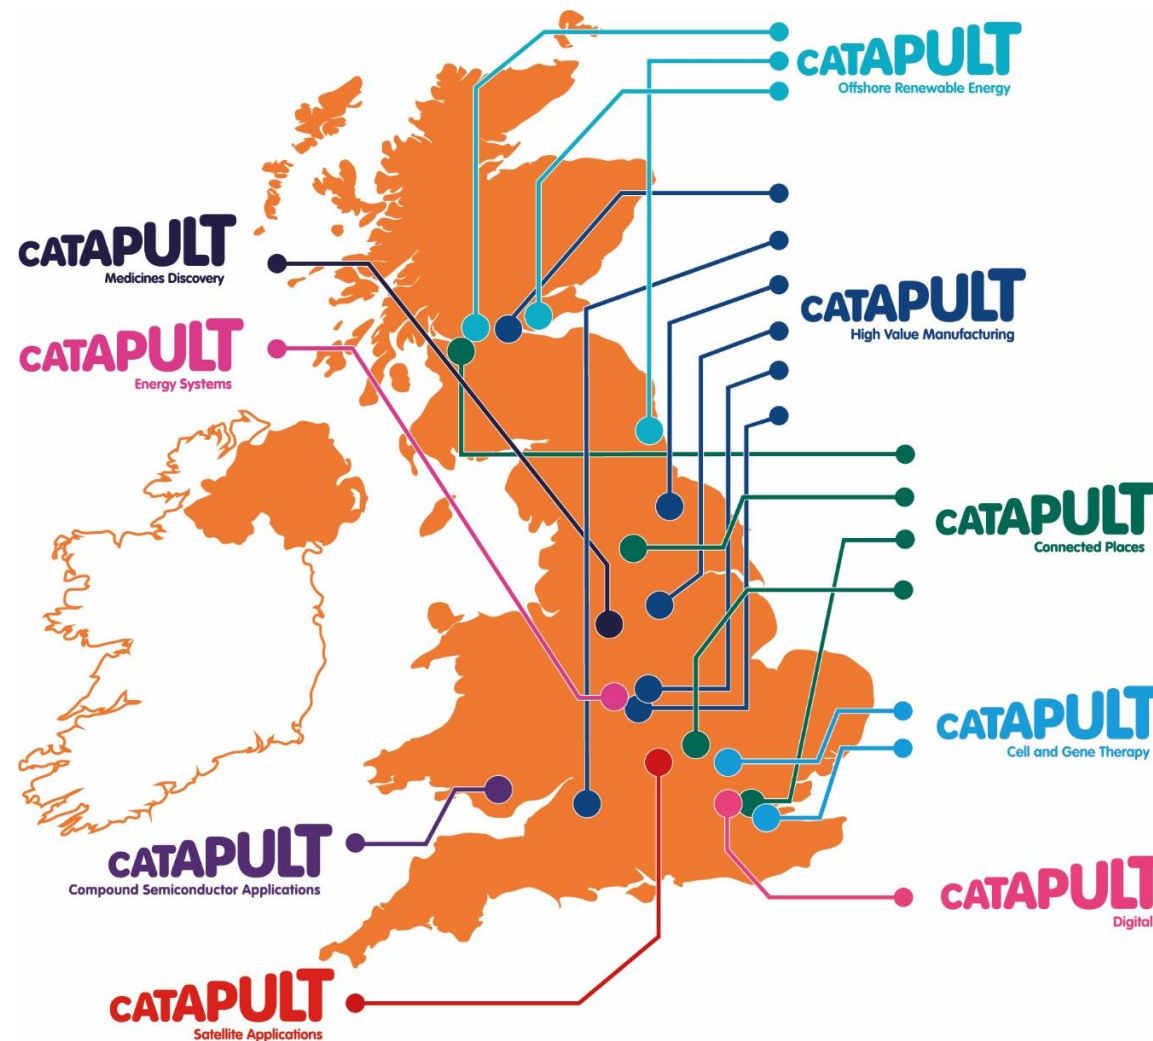 CATAPULT
Offshore Renewable Energy
CATAPULT
Medicines Discovery
CATAPULT
High Value Manufacturing
CATAPULT
Energy Systems
CATAPULT
Connected Places
CATAPULT
Cell and Gene Therapy
CATAPULT
Compound Semiconductor Applications
CATAPULT
Digital
CATAPULT
Satellite Applications